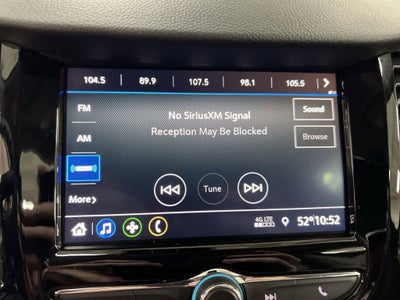 104.5 89.9 107.5 98.1 105.5
FM
No SiriusXM Signal
Sound
AM
Reception May Be Blocked
Browse
SXM
Tune
More
4G LTE
52° 10:52